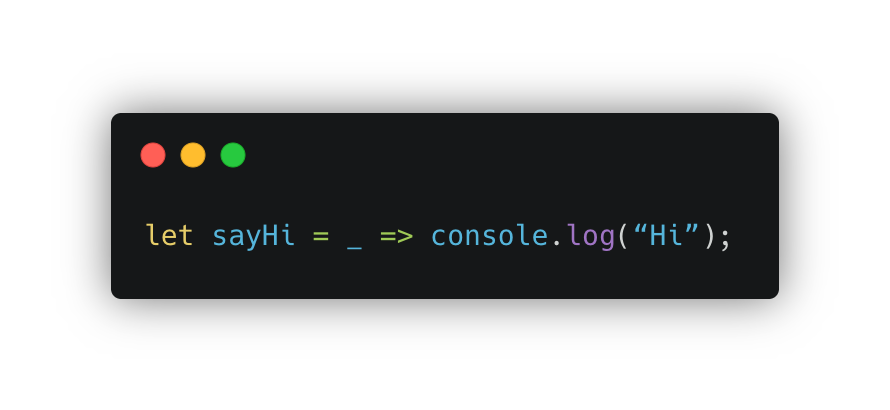 let sayHi = _ => console.log(“Hi”);